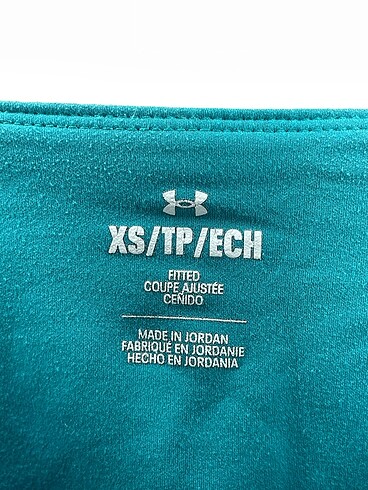 XS/TP/ECH
FITTED
COUPE AJUSTÉE
CEÑIDO
MADE IN JORDAN
FABRIQUÉ EN JORDANIE
HECHO EN JORDANIA